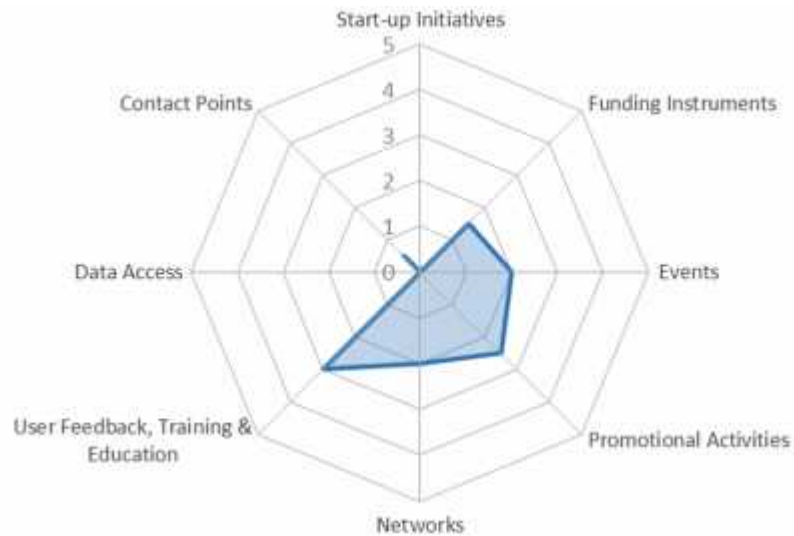 Start-up Initiatives
5
Contact Points
4
Funding Instruments
3
2
1
Data Access
0
Events
User Feedback, Training &
Education
Promotional Activities
Networks